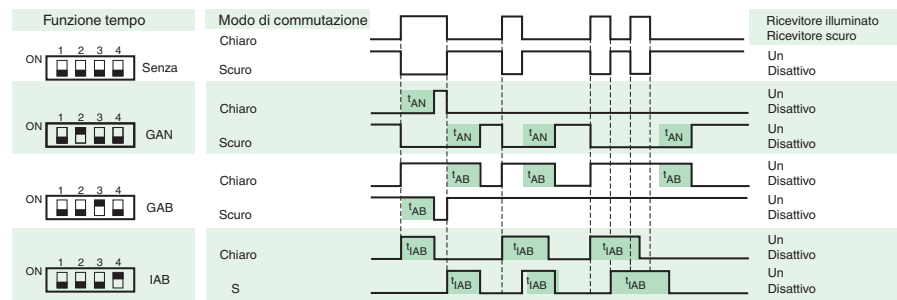 Funzione tempo
Modo di commutazione
Ricevitore illuminato
Ricevitore scuro
ON 1 2 3 4 Senza
Chiaro
Scuro
Un
Disattivo
ON 1 2 3 4 GAN
Chiaro tAN
Un
Disattivo
Scuro tAN tAN tAN
Un
Disattivo
ON 1 2 3 4 GAB
Chiaro tAB tAB tAB
Un
Disattivo
Scuro tAB
Un
Disattivo
ON 1 2 3 4 IAB
Chiaro tIAB tIAB tIAB
Un
Disattivo
S tIAB tIAB tIAB
Un
Disattivo